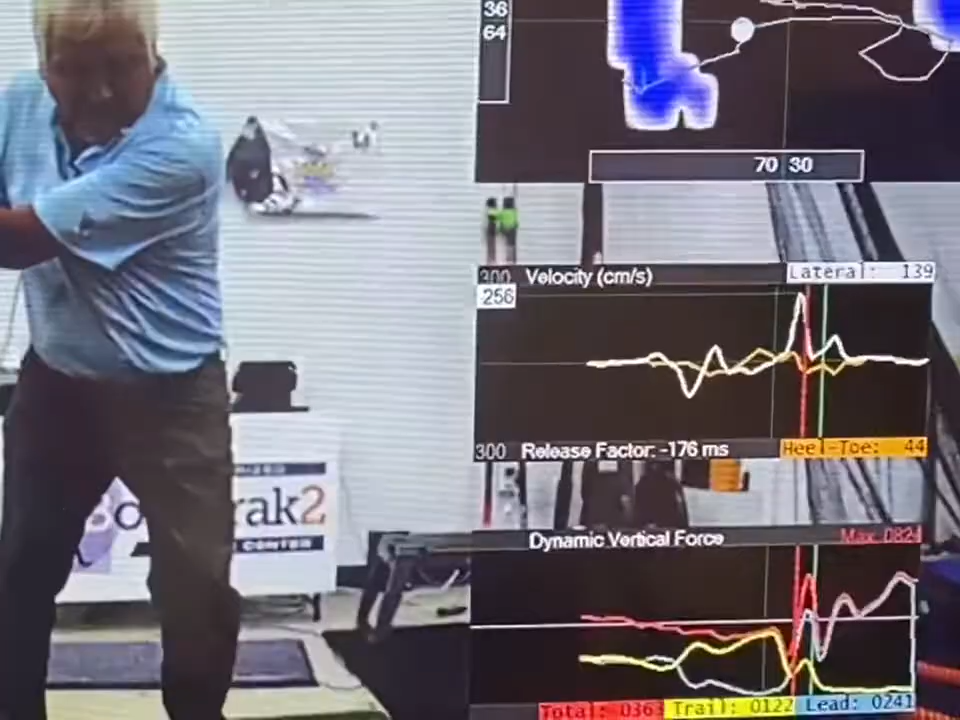 36
64
70 30
300 Velocity (cm/s) Lateral: 139
256
300 Release Factor: -176 ms Heel-Toe: 44
rak2
CENTER
Dynamic Vertical Force Max 0824
Total: 0363 Trail: 0122 Lead: 0241